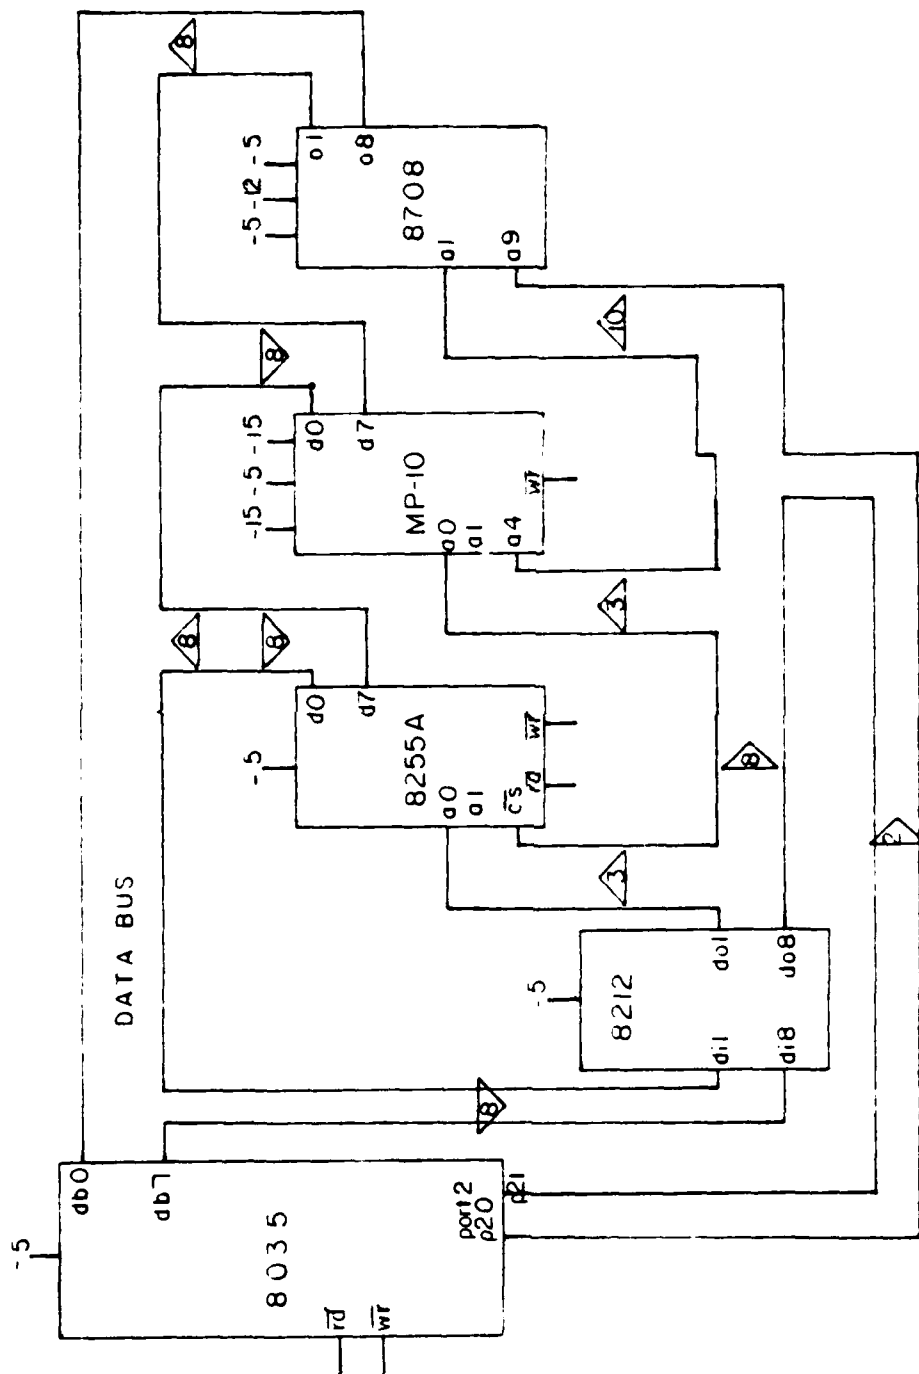 -5
8035
db0
db7
rd
wr
port2
p20
p21
DATA BUS
8
-5
8212
di1
di8
do1
do8
3
8
8
8
-5
8255A
d0
d7
a0
a1
cs
rd
wr
3
8
-15 -5 -15
MP-10
d0
d7
a0
a1
a4
wr
10
8
-5 -12 -5
8708
o1
o8
a1
a9
2